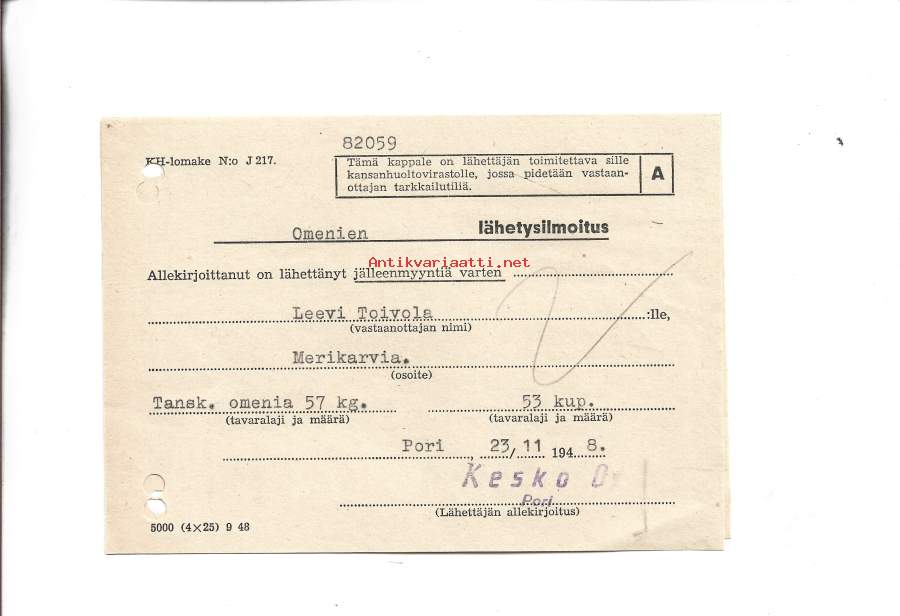 82059
KH-lomake N:o J 217.
Tämä kappale on lähettäjän toimitettava sille
kansanhuoltovirastolle, jossa pidetään vastaan-
ottajan tarkkailutiliä.
A
Omenien lähetysilmoitus
Antikvariaatti.net
Allekirjoittanut on lähettänyt jälleenmyyntiä varten
Leevi Toivola :lle,
(vastaanottajan nimi)
Merikarvia.
(osoite)
Tansk. omenia 57 kg. 53 kup.
(tavaralaji ja määrä) (tavaralaji ja määrä)
Pori , 23/11 1948.
Kesko
Pori
(Lähettäjän allekirjoitus)
5000 (4×25) 9 48